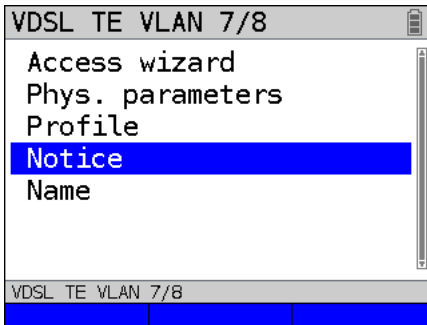 VDSL TE VLAN 7/8
Access wizard
Phys. parameters
Profile
Notice
Name
VDSL TE VLAN 7/8